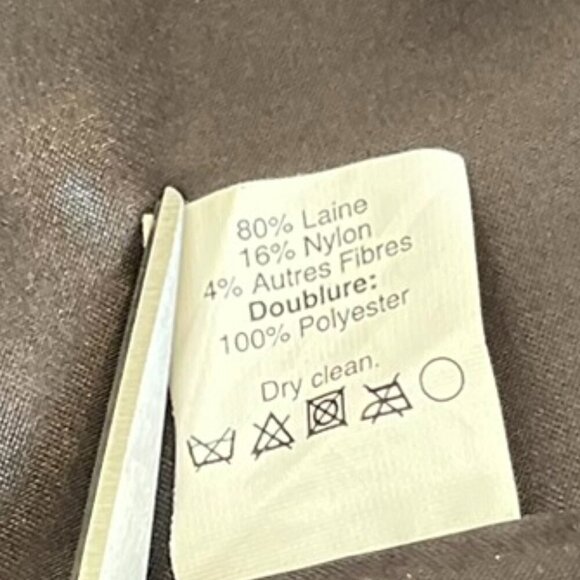 80% Laine
16% Nylon
4% Autres Fibres
Doublure:
100% Polyester
Dry clean.